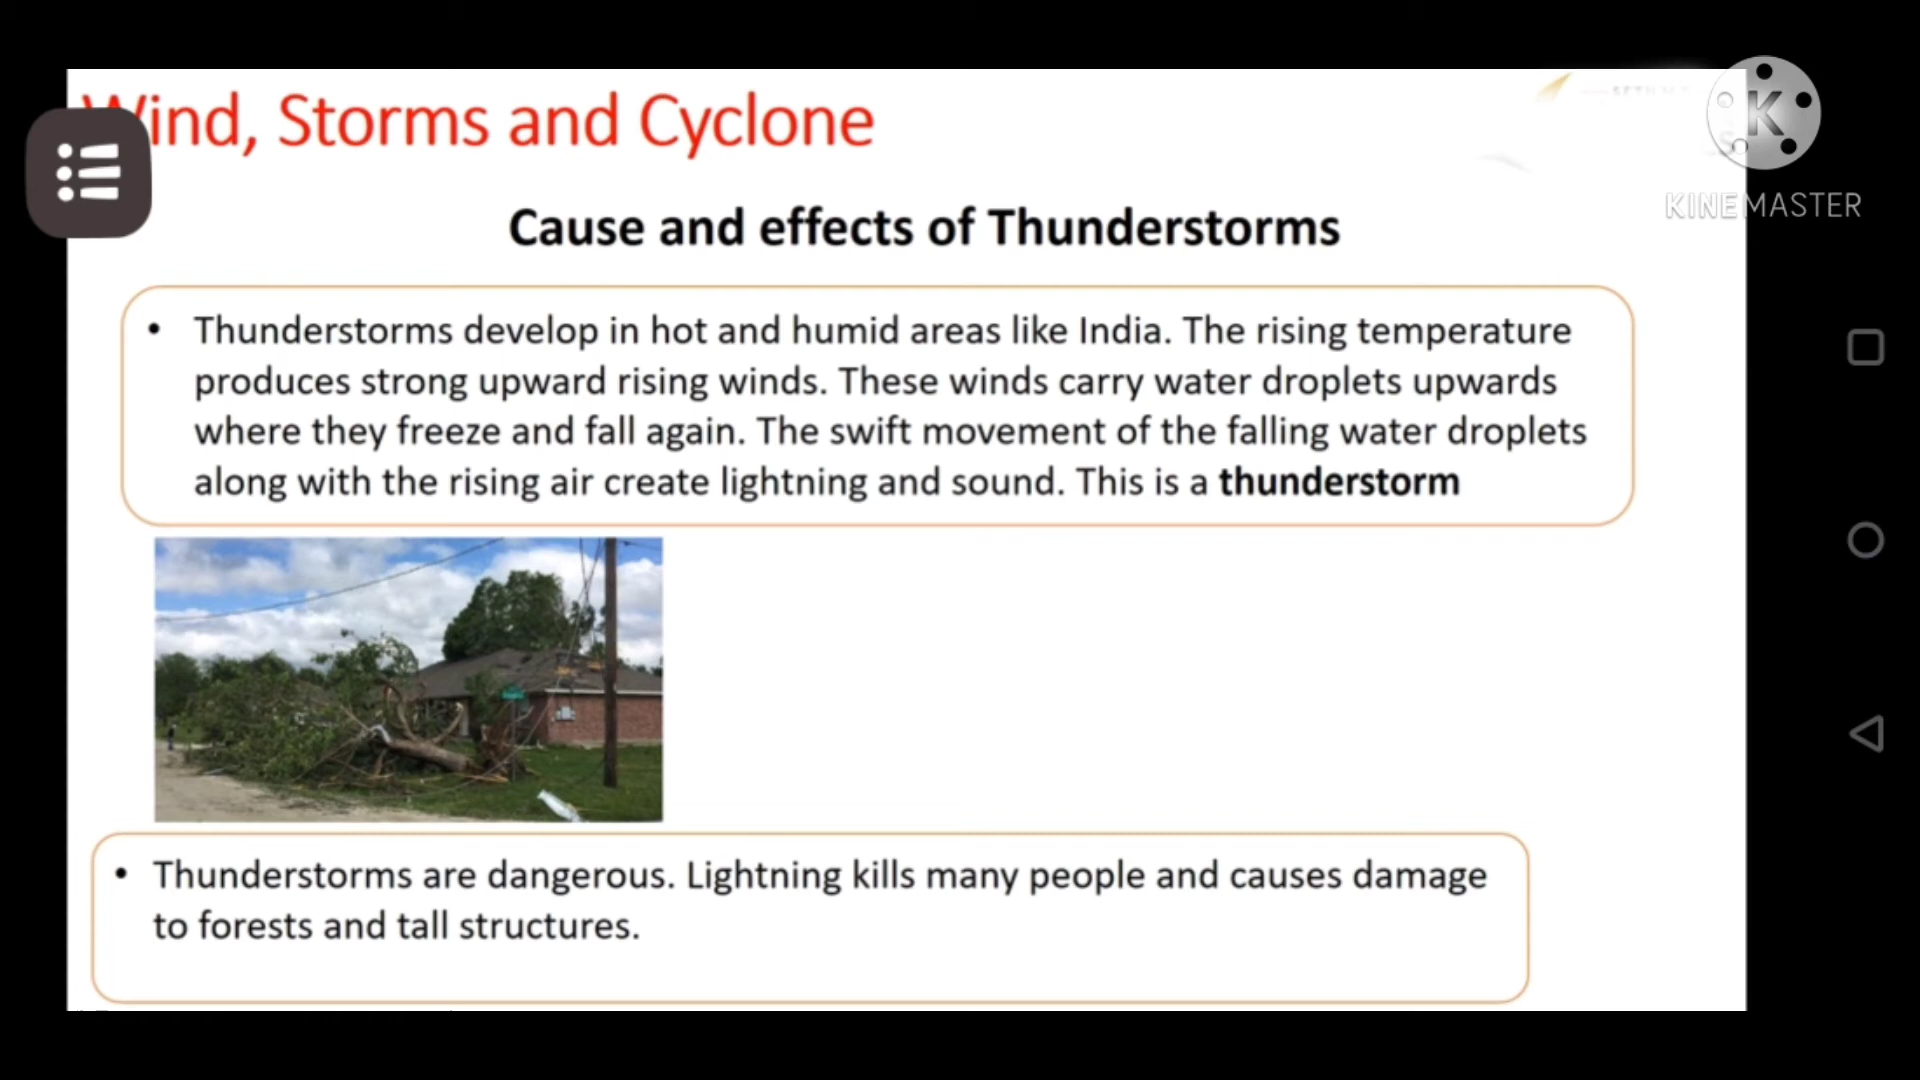 Wind, Storms and Cyclone
KINEMASTER
Cause and effects of Thunderstorms
• Thunderstorms develop in hot and humid areas like India. The rising temperature
produces strong upward rising winds. These winds carry water droplets upwards
where they freeze and fall again. The swift movement of the falling water droplets
along with the rising air create lightning and sound. This is a thunderstorm
• Thunderstorms are dangerous. Lightning kills many people and causes damage
to forests and tall structures.